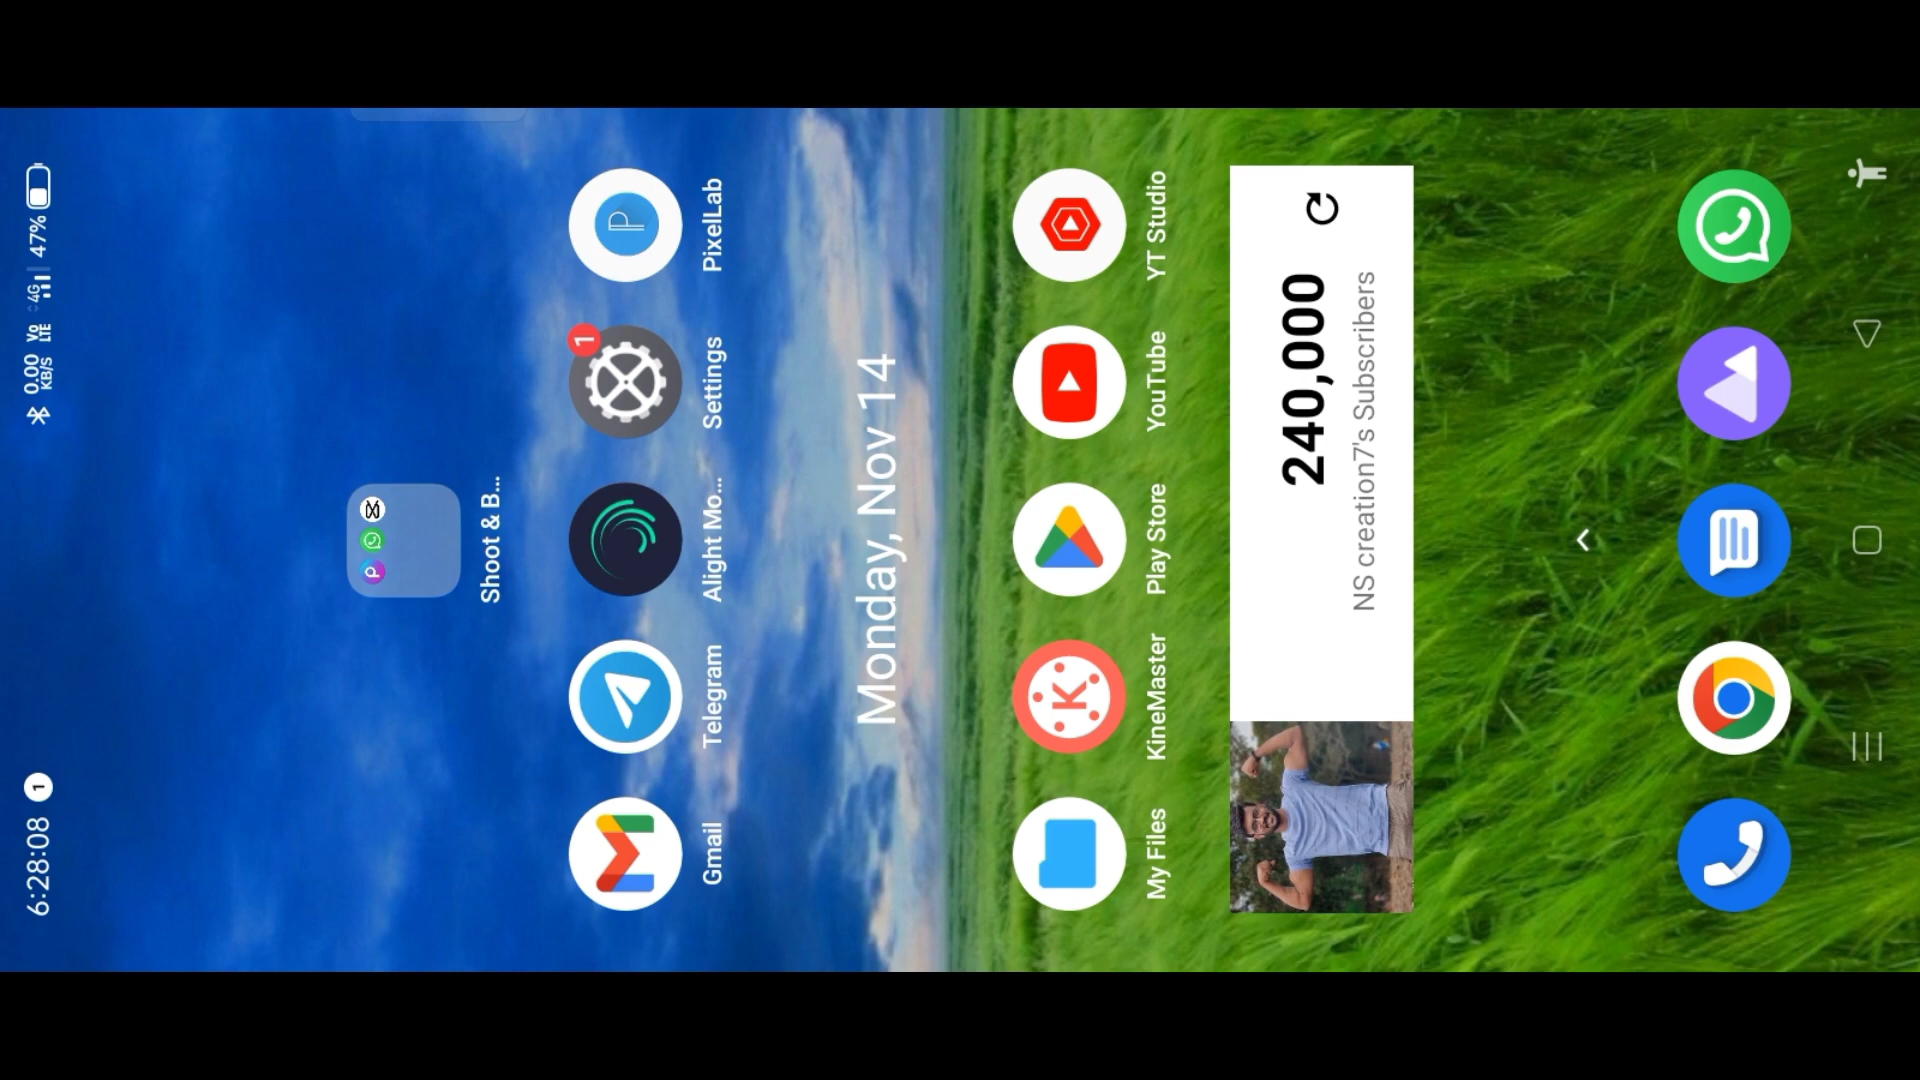 6:28:08 1
0.00 KB/S Vo LTE 4G 47%
Shoot & B...
1
Gmail Telegram Alight Mo... Settings PixelLab
Monday, Nov 14
My Files KineMaster Play Store YouTube YT Studio
240,000
NS creation7's Subscribers